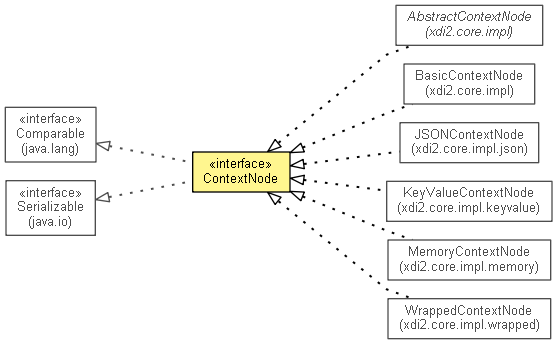 AbstractContextNode
(xdi2.core.impl)
BasicContextNode
(xdi2.core.impl)
«interface»
Comparable
(java.lang)
JSONContextNode
(xdi2.core.impl.json)
«interface»
ContextNode
«interface»
Serializable
(java.io)
KeyValueContextNode
(xdi2.core.impl.keyvalue)
MemoryContextNode
(xdi2.core.impl.memory)
WrappedContextNode
(xdi2.core.impl.wrapped)